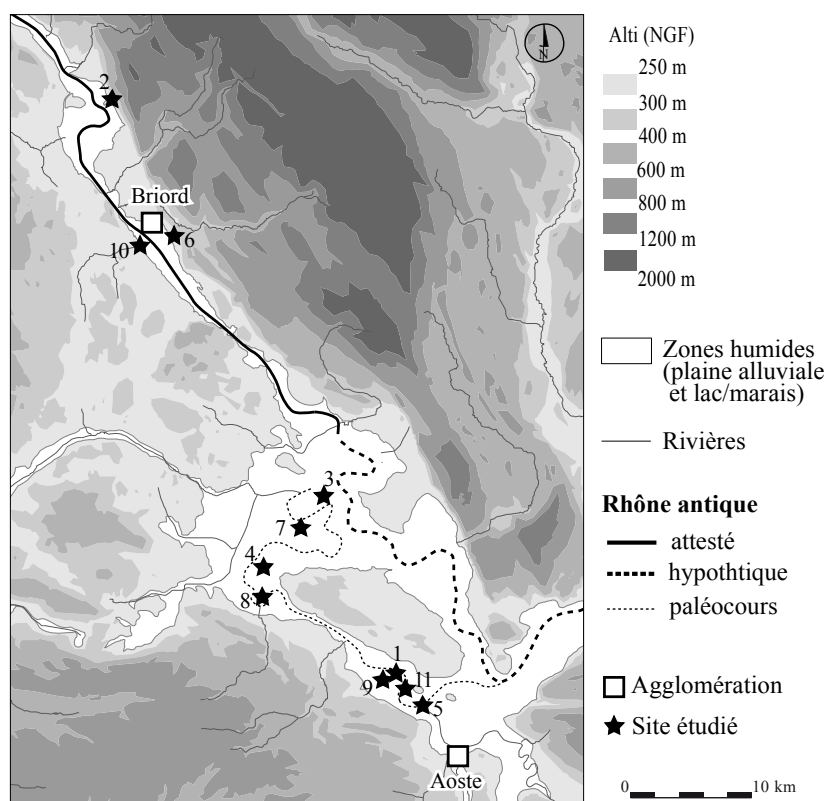 N
2
Briord
6
10
3
7
4
8
1
9
11
5
Aoste
Alti (NGF)
250 m
300 m
400 m
600 m
800 m
1200 m
2000 m
Zones humides
(plaine alluviale
et lac/marais)
Rivières
Rhône antique
attesté
hypothtique
paléocours
Agglomération
Site étudié
0 10 km